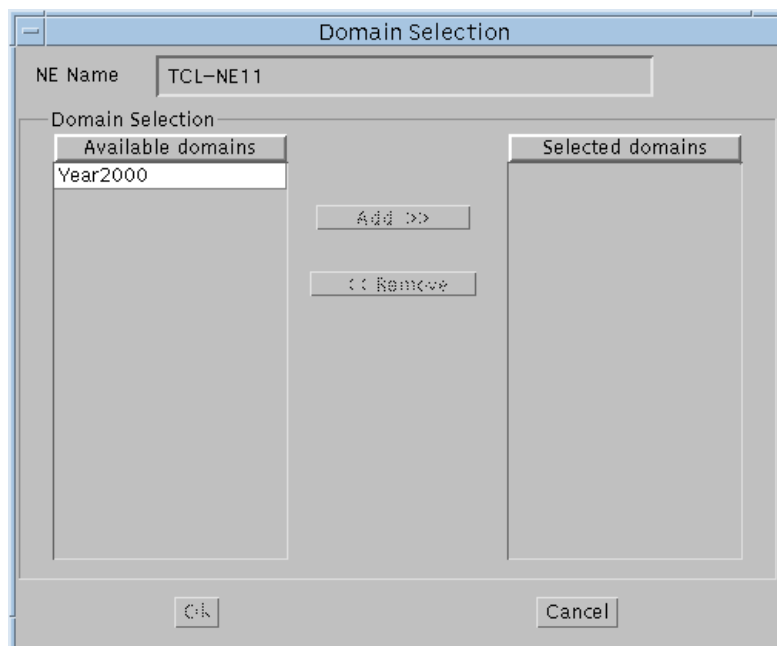 Domain Selection
NE Name TCL-NE11
Domain Selection
Available domains Selected domains
Year2000
Add >>
<< Remove
Ok Cancel